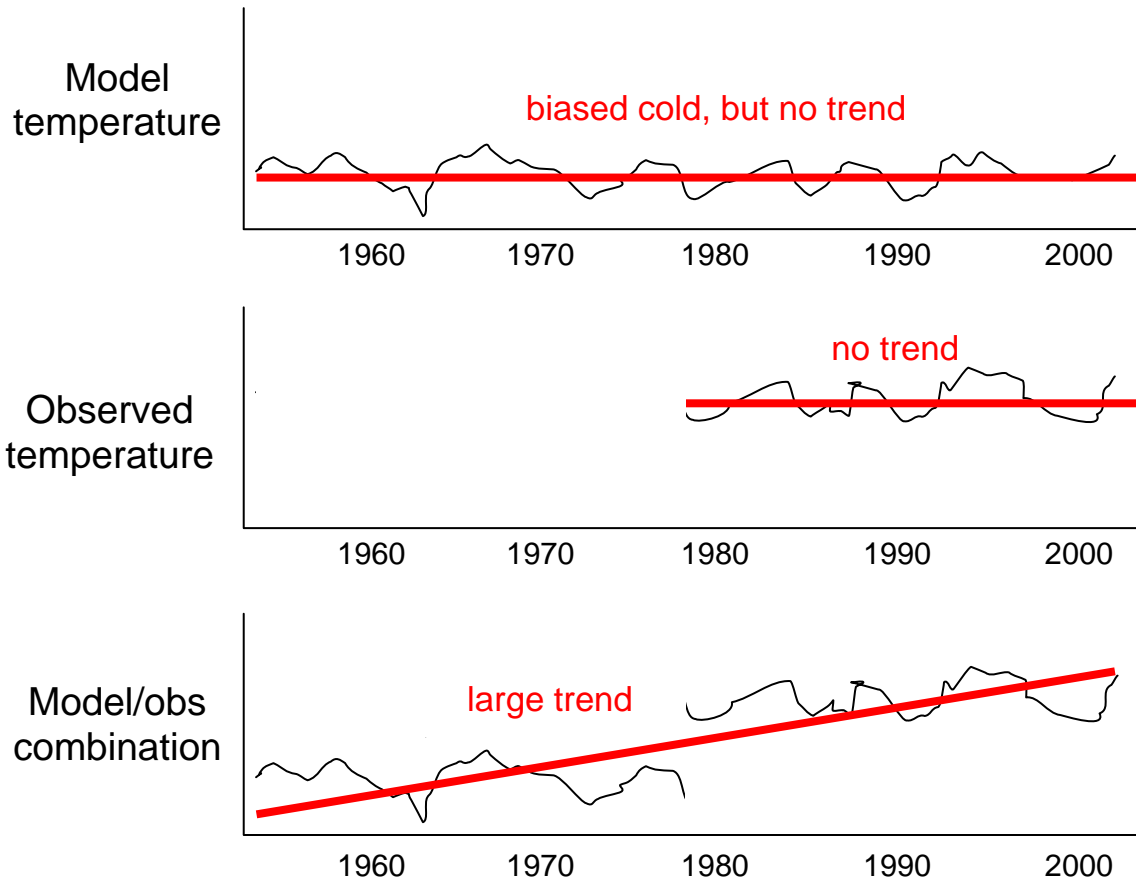 Model
temperature
biased cold, but no trend
1960 1970 1980 1990 2000
Observed
temperature
no trend
1960 1970 1980 1990 2000
Model/obs
combination
large trend
1960 1970 1980 1990 2000